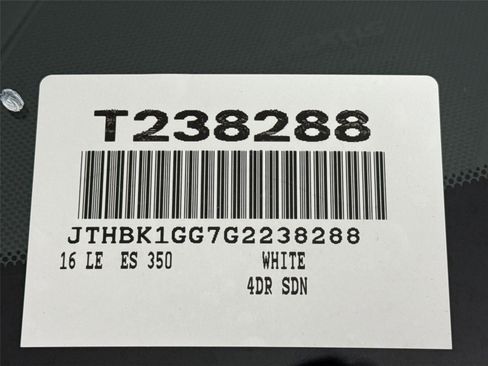 T238288
JTHBK1GG7G2238288
16 LE ES 350 WHITE
4DR SDN